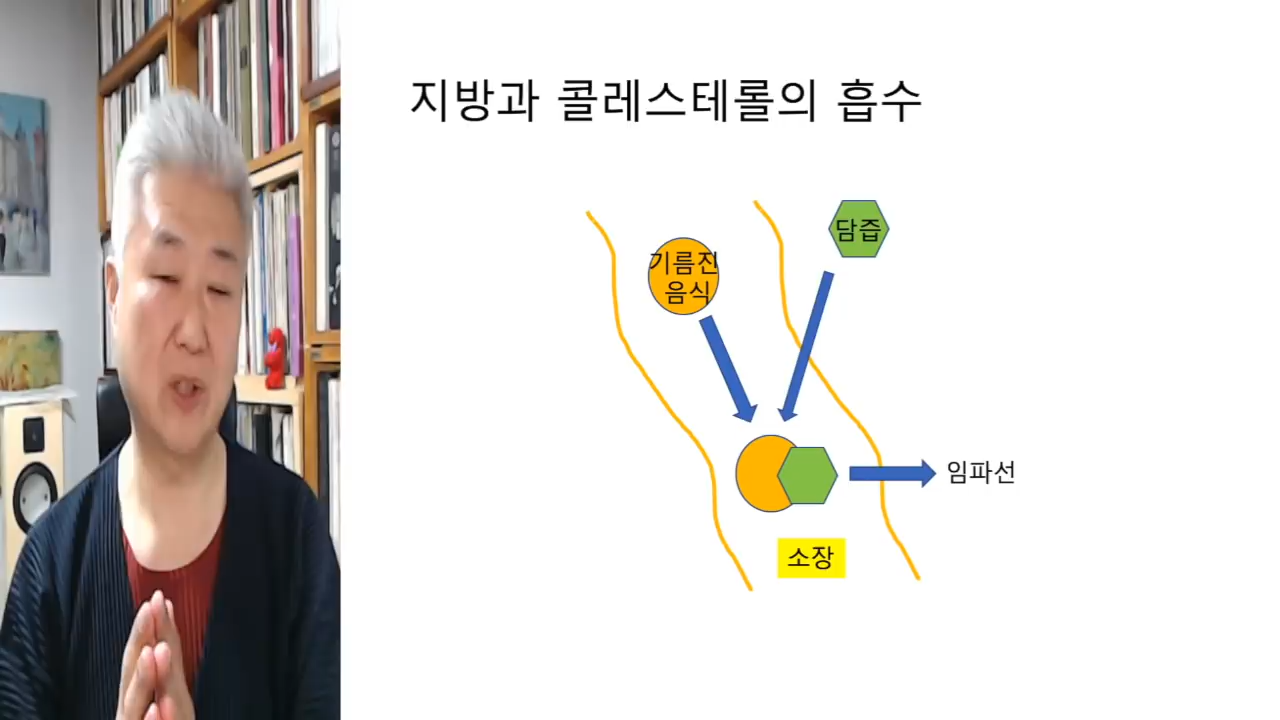 지방과 콜레스테롤의 흡수
담즙
기름진
음식
임파선
소장